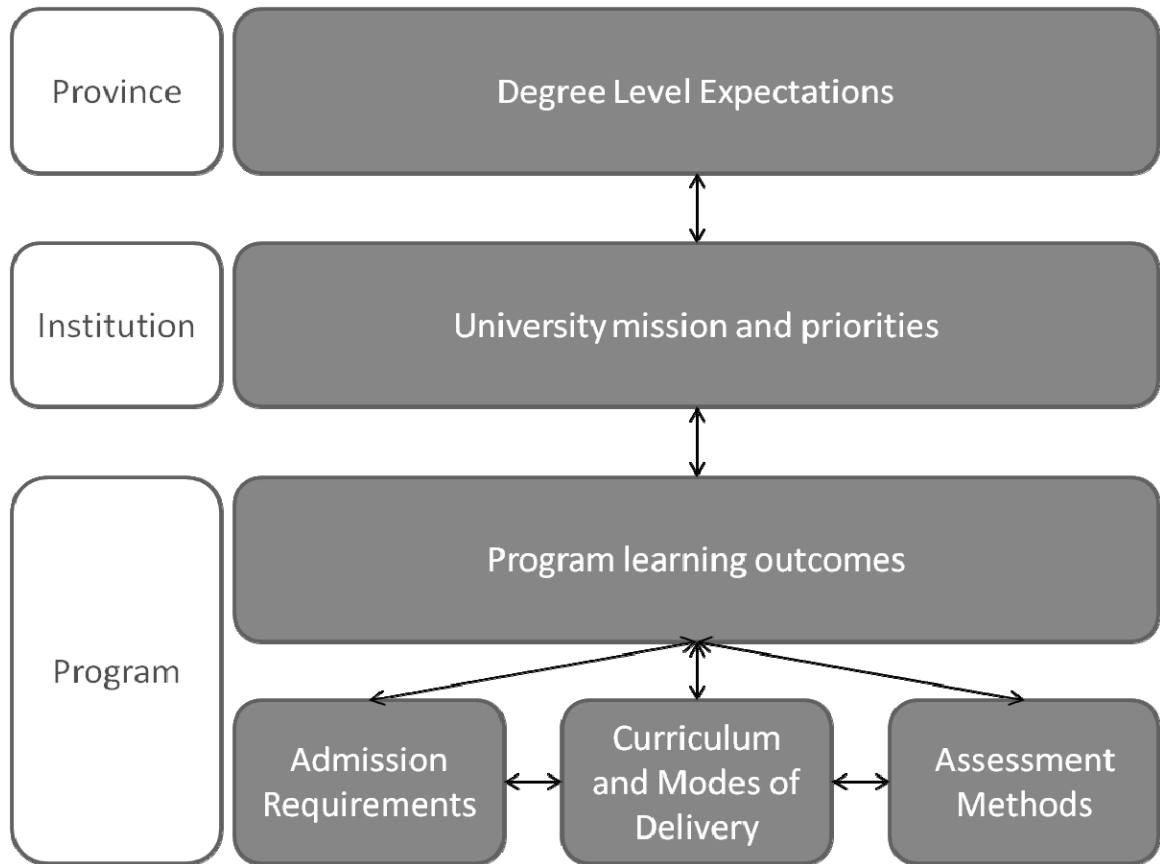 Province
Degree Level Expectations
Institution
University mission and priorities
Program
Program learning outcomes
Admission
Requirements
Curriculum
and Modes of
Delivery
Assessment
Methods